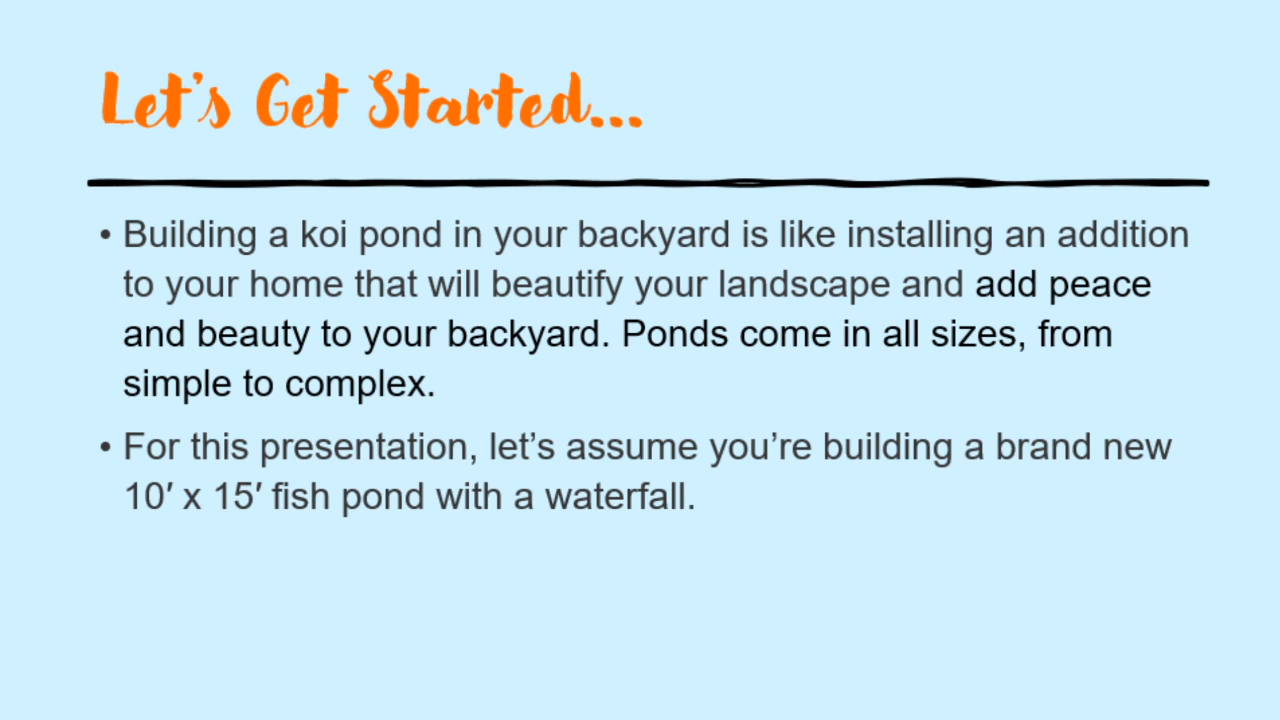 Let's Get Started...
• Building a koi pond in your backyard is like installing an addition
to your home that will beautify your landscape and add peace
and beauty to your backyard. Ponds come in all sizes, from
simple to complex.
• For this presentation, let’s assume you’re building a brand new
10′ x 15′ fish pond with a waterfall.